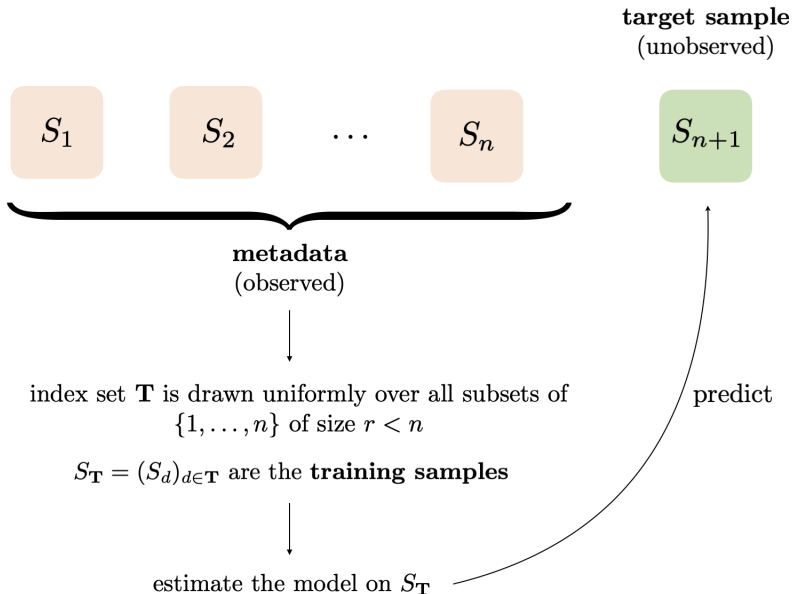 target sample
(unobserved)
S_1 S_2 ... S_n S_{n+1}
metadata
(observed)
index set T is drawn uniformly over all subsets of
{1, ..., n} of size r < n
predict
S_T = (S_d)_{d∈T} are the training samples
estimate the model on S_T